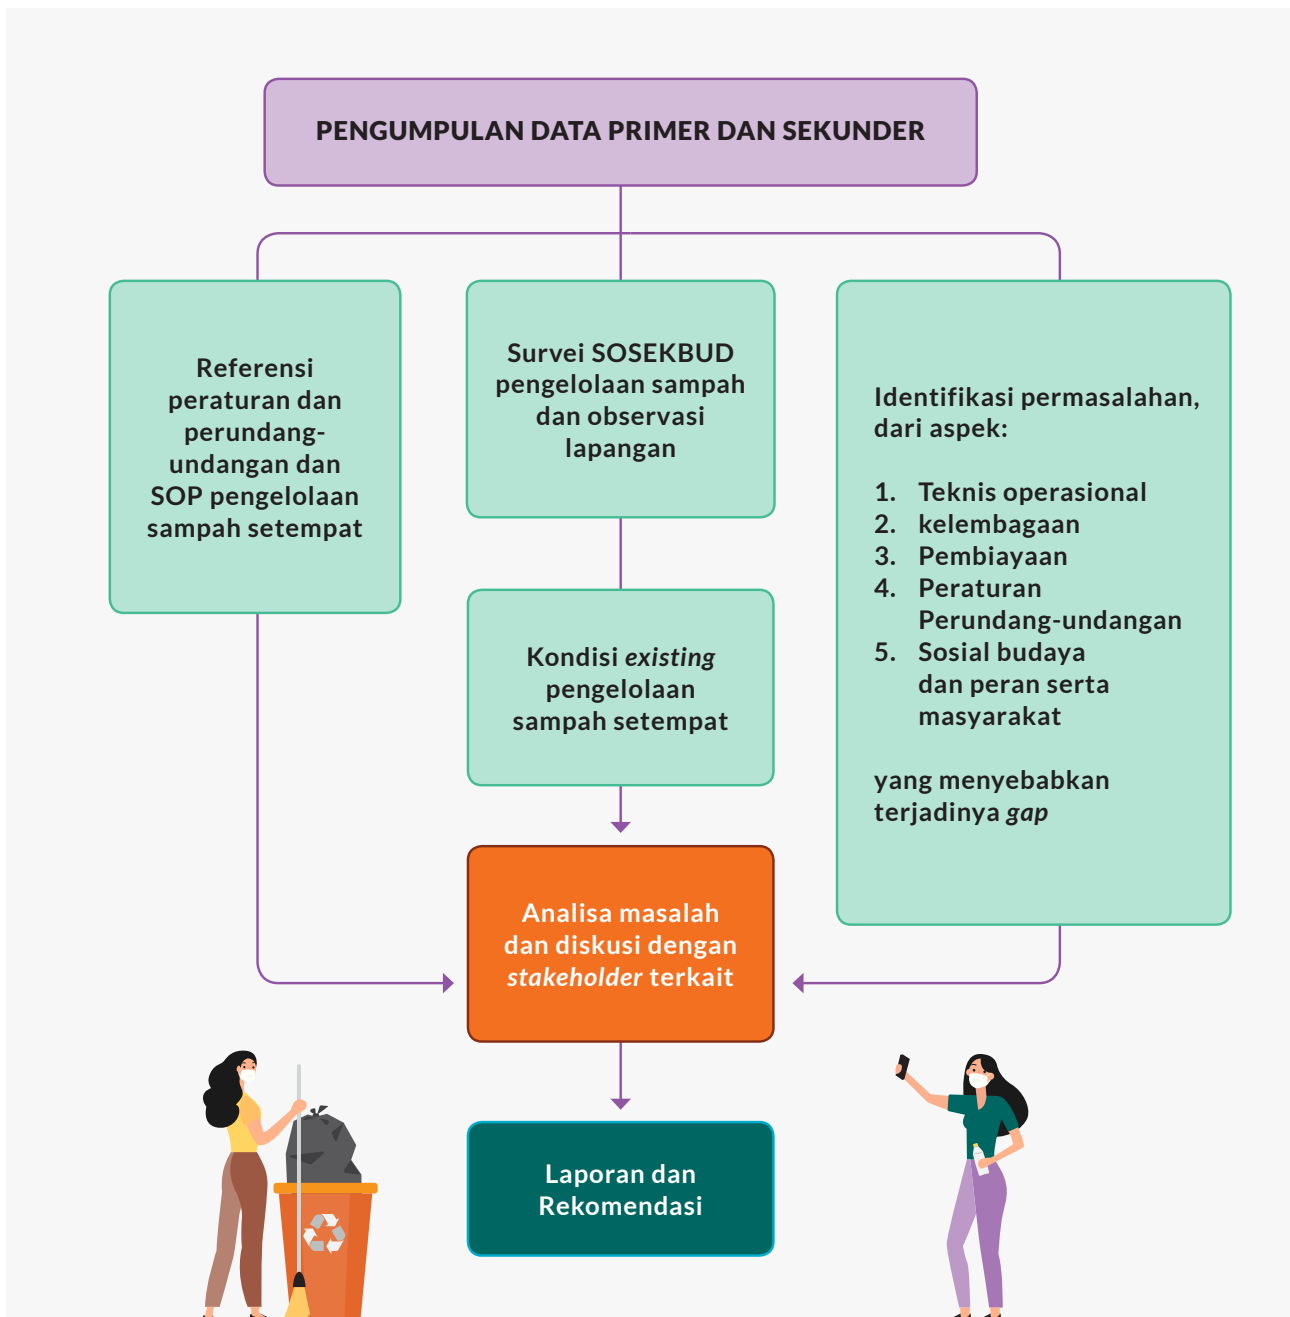 PENGUMPULAN DATA PRIMER DAN SEKUNDER
Referensi
peraturan dan
perundang-
undangan dan
SOP pengelolaan
sampah setempat
Survei SOSEKBUD
pengelolaan sampah
dan observasi
lapangan
Kondisi existing
pengelolaan
sampah setempat
Identifikasi permasalahan,
dari aspek:
1. Teknis operasional
2. kelembagaan
3. Pembiayaan
4. Peraturan
Perundang-undangan
5. Sosial budaya
dan peran serta
masyarakat
yang menyebabkan
terjadinya gap
Analisa masalah
dan diskusi dengan
stakeholder terkait
Laporan dan
Rekomendasi